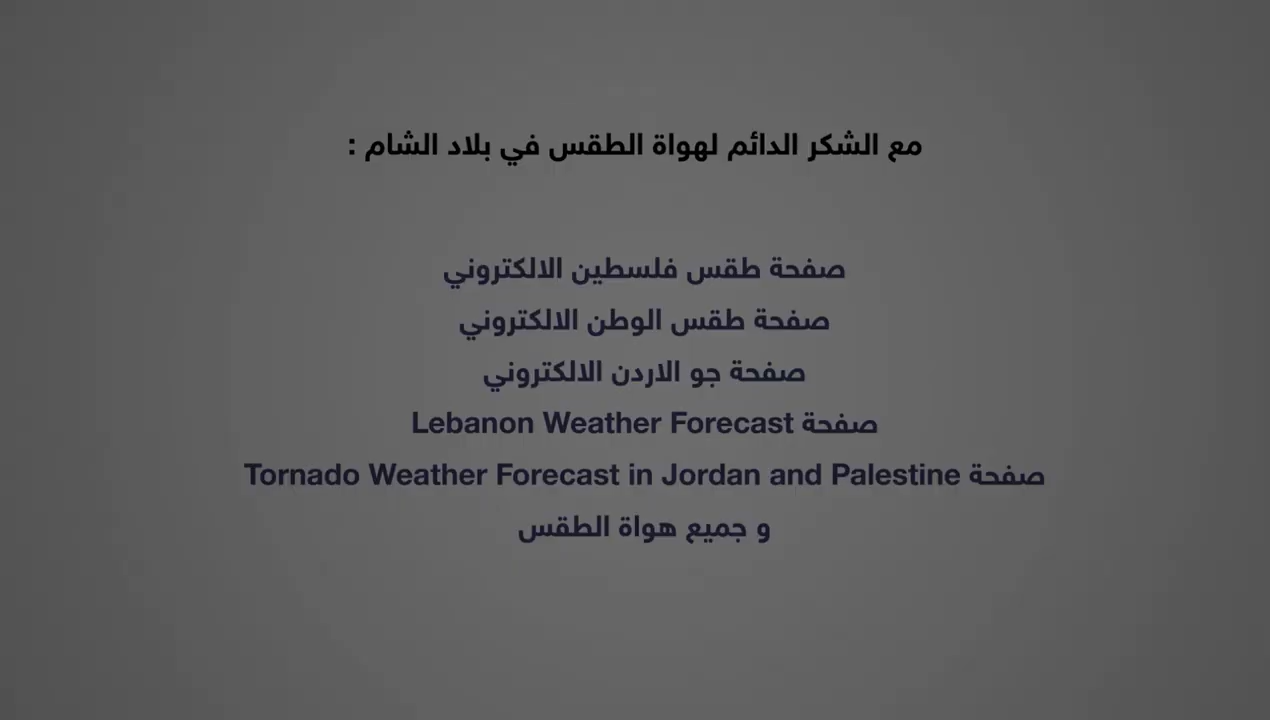 مع الشكر الدائم لهواة الطقس في بلاد الشام :
صفحة طقس فلسطين الالكتروني
صفحة طقس الوطن الالكتروني
صفحة جو الاردن الالكتروني
صفحة Lebanon Weather Forecast
صفحة Tornado Weather Forecast in Jordan and Palestine
و جميع هواة الطقس